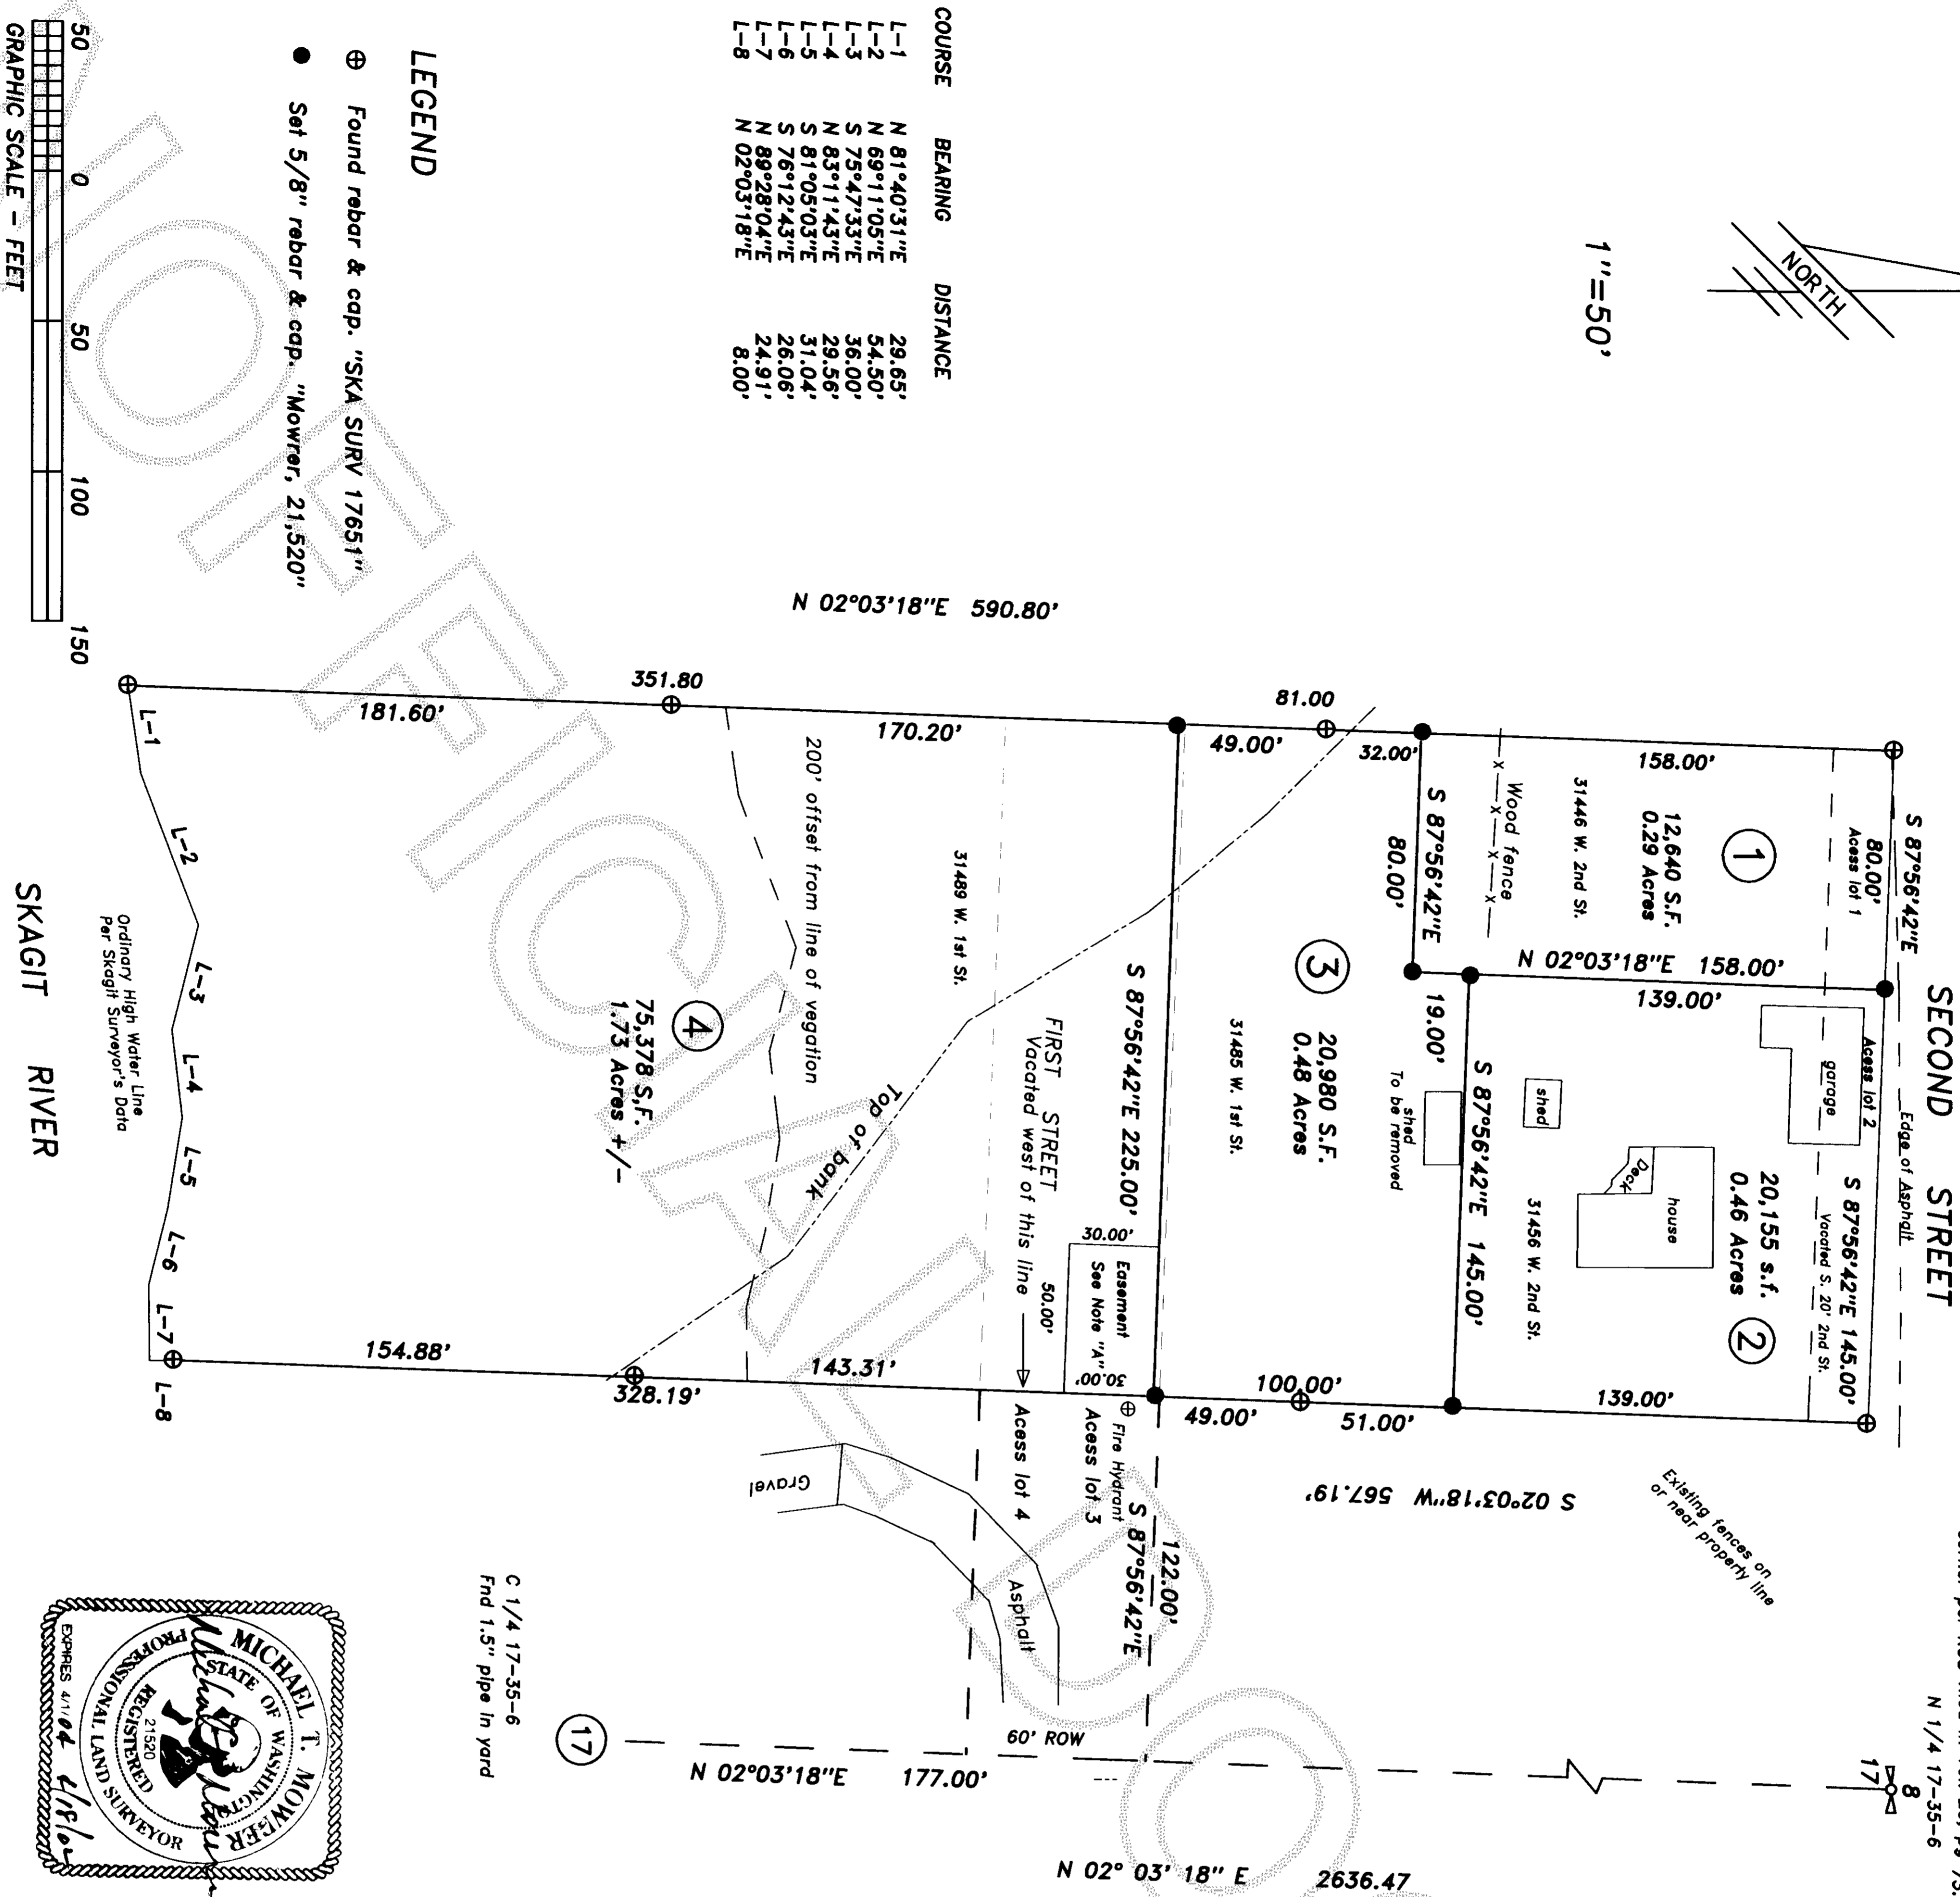 COURSE BEARING DISTANCE
L-1 N 81°40'31"E 29.65'
L-2 N 69°11'05"E 54.50'
L-3 S 75°47'33"E 36.00'
L-4 N 83°11'43"E 29.56'
L-5 S 81°05'03"E 31.04'
L-6 S 76°12'43"E 26.06'
L-7 N 89°28'04"E 24.91'
L-8 N 02°03'18"E 8.00'
LEGEND
Found rebar & cap. "SKA SURV 17651"
Set 5/8" rebar & cap. "Mowrer, 21,520"
50 0 50 100 150
GRAPHIC SCALE - FEET
NORTH
1"=50'
N 02°03'18"E 590.80'
351.80
181.60'
170.20'
81.00
49.00'
32.00'
158.00'
SECOND STREET
Edge of Asphalt
S 87°56'42"E
80.00'
Acess lot 1
1
12,640 S.F.
0.29 Acres
31446 W. 2nd St.
Wood fence
x x x x
S 87°56'42"E
80.00'
N 02°03'18"E 158.00'
139.00'
19.00'
Acess lot 2
garage
S 87°56'42"E 145.00'
Vacated S. 20' 2nd St.
20,155 s.f.
0.46 Acres
2
house
Deck
shed
31456 W. 2nd St.
S 87°56'42"E 145.00'
shed
To be removed
139.00'
3
20,980 S.F.
0.48 Acres
31485 W. 1st St.
100.00'
49.00'
51.00'
S 87°56'42"E 225.00'
30.00'
Easement
See Note "A"
30.00'
50.00'
FIRST STREET
Vacated west of this line
31489 W. 1st St.
200' offset from line of vegation
Top of bank
4
75,378 S.F.
1.73 Acres +/-
143.31'
154.88'
328.19'
L-1
L-2
L-3
L-4
L-5
L-6
L-7
L-8
Ordinary High Water Line
Per Skagit Surveyor's Data
SKAGIT RIVER
Fire Hydrant
Acess lot 3
Acess lot 4
122.00'
S 87°56'42"E
Gravel
Asphalt
60' ROW
S 02°03'18"W 567.19'
Existing fences on
or near property line
N 1/4 17-35-6
8
17
C 1/4 17-35-6
Fnd 1.5" pipe in yard
17
N 02°03'18"E 177.00'
N 02° 03' 18" E 2636.47
MICHAEL T. MOWRER
STATE OF WASHINGTON
21520
REGISTERED
PROFESSIONAL LAND SURVEYOR
EXPIRES 4/1/04
UNOFFICIAL DO